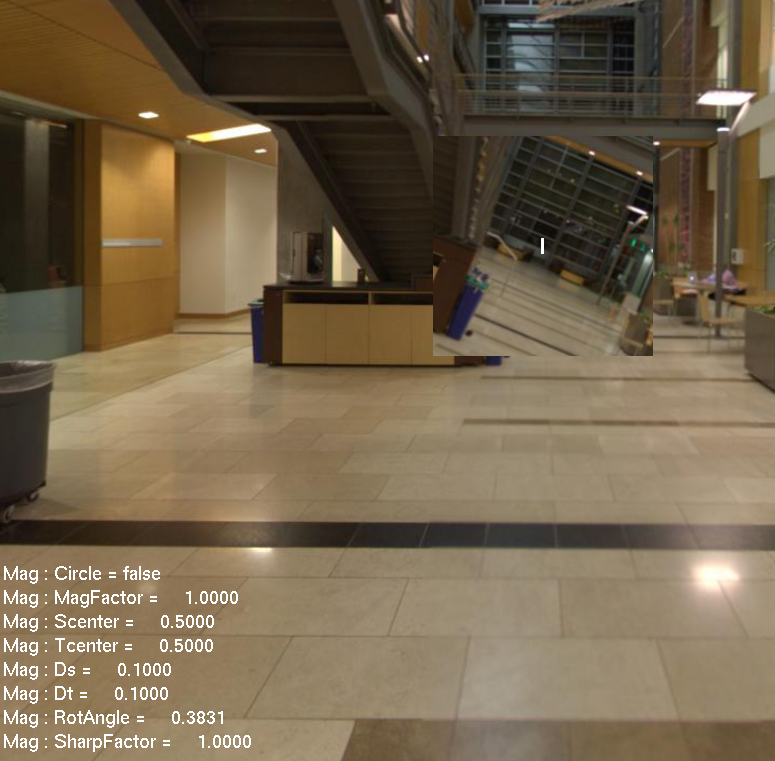 Mag : Circle = false
Mag : MagFactor = 1.0000
Mag : Scenter = 0.5000
Mag : Tcenter = 0.5000
Mag : Ds = 0.1000
Mag : Dt = 0.1000
Mag : RotAngle = 0.3831
Mag : SharpFactor = 1.0000